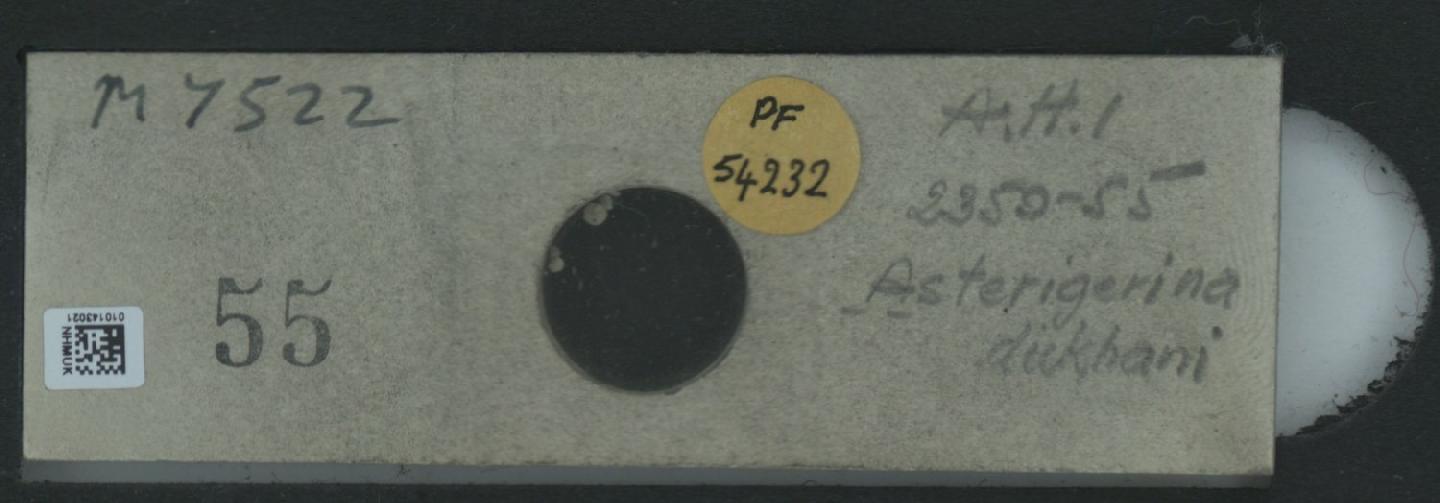 M 7522
55
010143021
NHMUK
PF
54232
A.H.1
2350-55
Asterigerina
dukhani